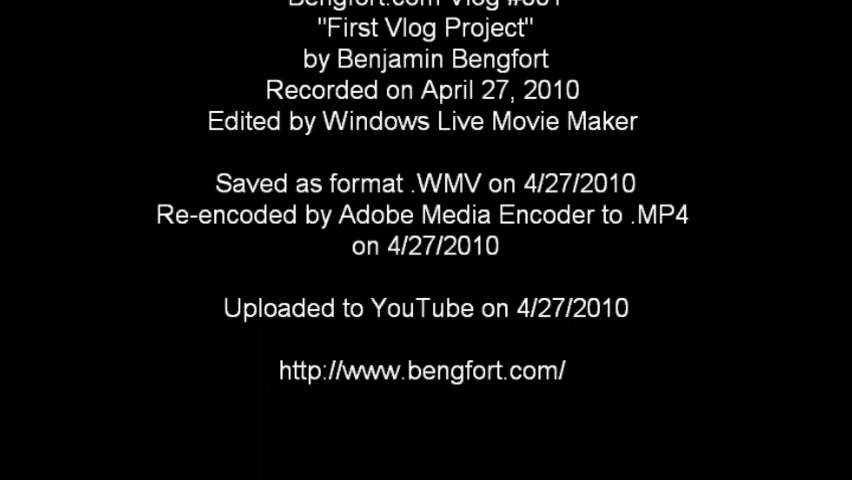 Bengfort.com Vlog #001
"First Vlog Project"
by Benjamin Bengfort
Recorded on April 27, 2010
Edited by Windows Live Movie Maker
Saved as format .WMV on 4/27/2010
Re-encoded by Adobe Media Encoder to .MP4
on 4/27/2010
Uploaded to YouTube on 4/27/2010
http://www.bengfort.com/